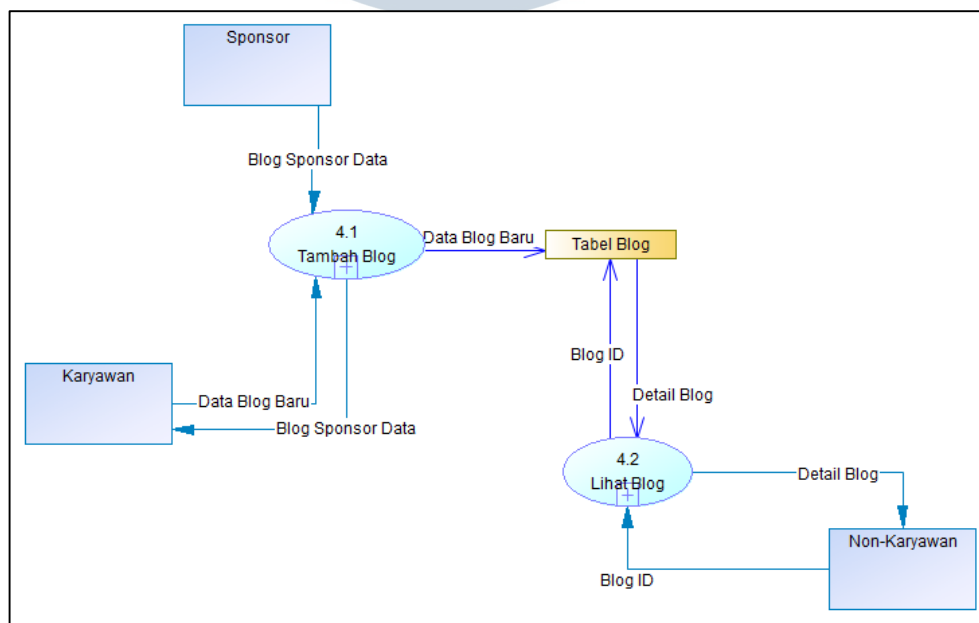 Sponsor
Blog Sponsor Data
4.1
Tambah Blog
Data Blog Baru
Tabel Blog
Blog ID
Detail Blog
Karyawan
Data Blog Baru
Blog Sponsor Data
4.2
Lihat Blog
Detail Blog
Non-Karyawan
Blog ID